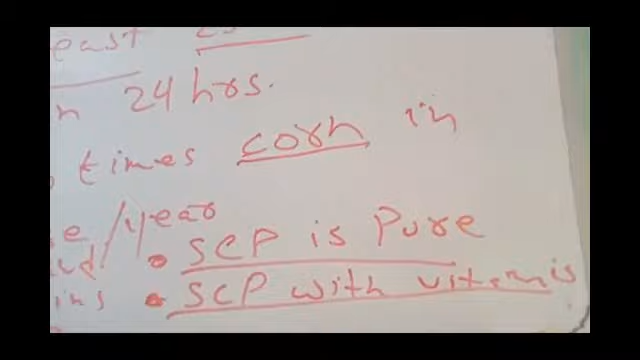 east
24 hrs.
times corn in
/year
• SCP is Pure
• SCP with vitamis